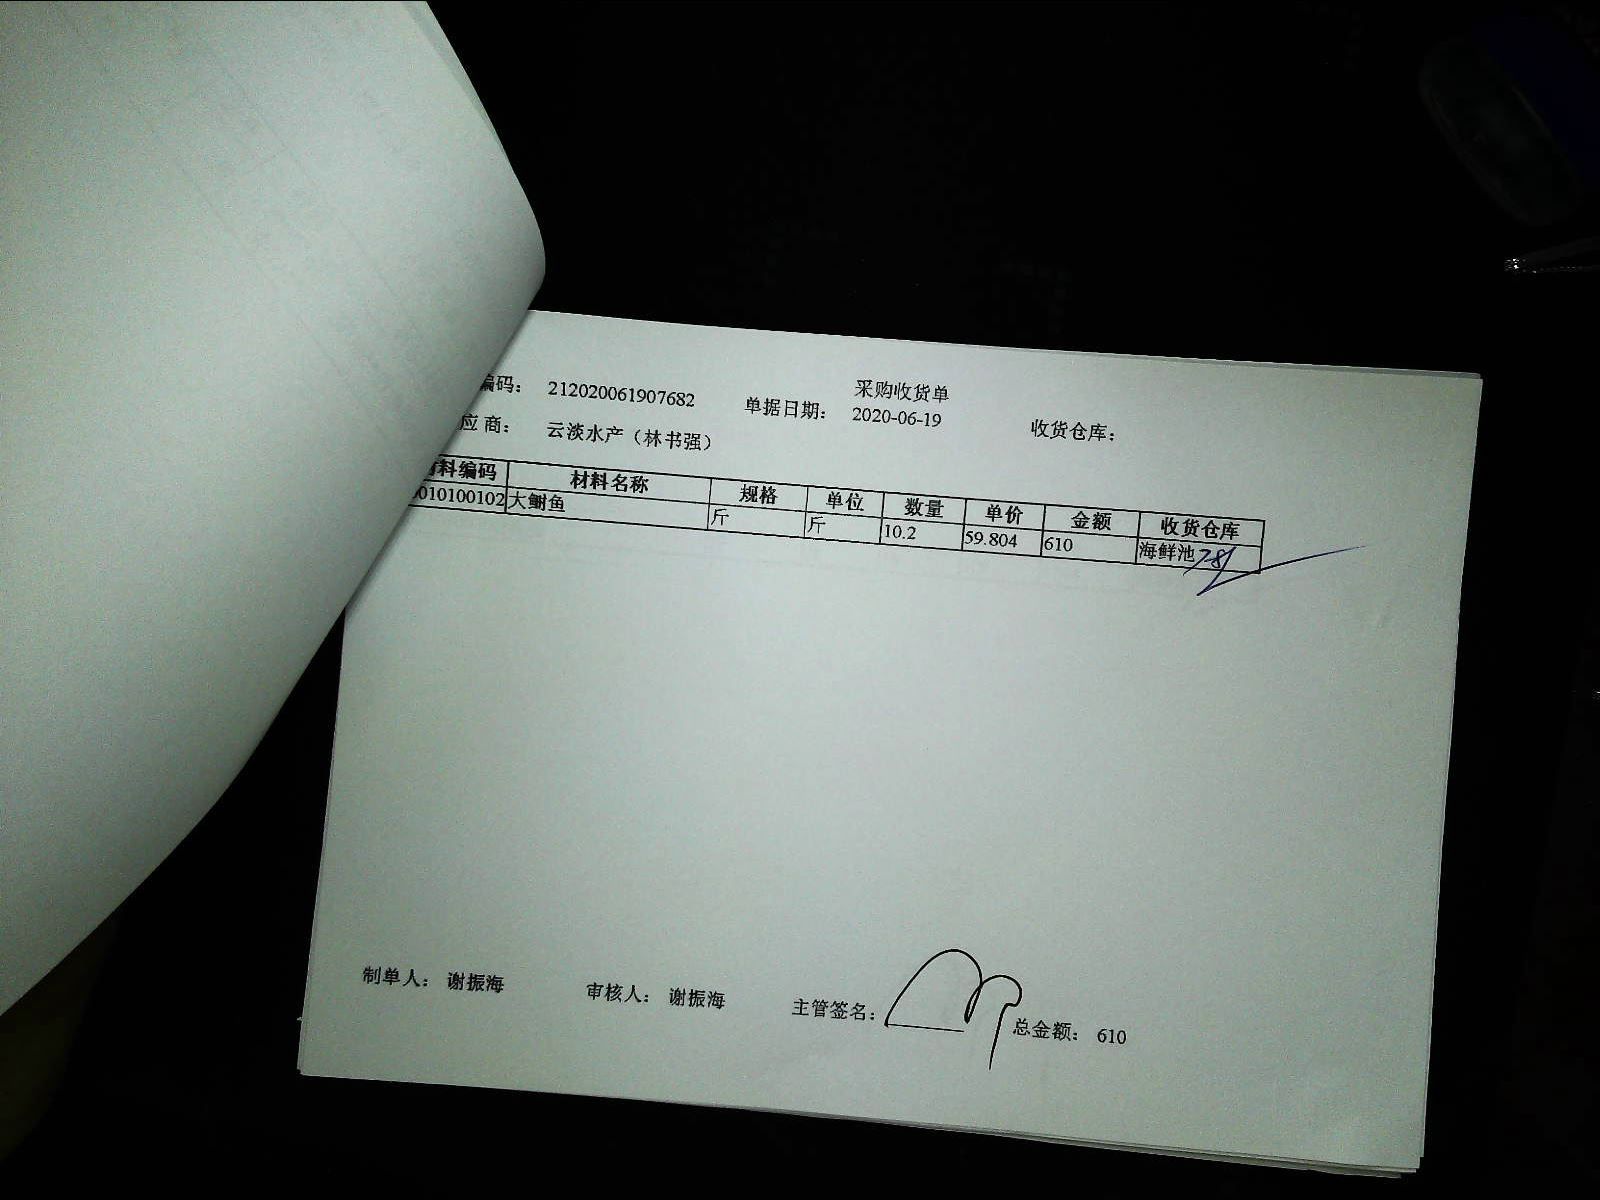 采购收货单
编码： 212020061907682 单据日期： 2020-06-19 收货仓库：
应商： 云淡水产（林书强）
料编码 材料名称 规格 单位 数量 单价 金额 收货仓库
010100102 大鲥鱼 斤 斤 10.2 59.804 610 海鲜池
制单人： 谢振海 审核人： 谢振海 主管签名： 总金额： 610